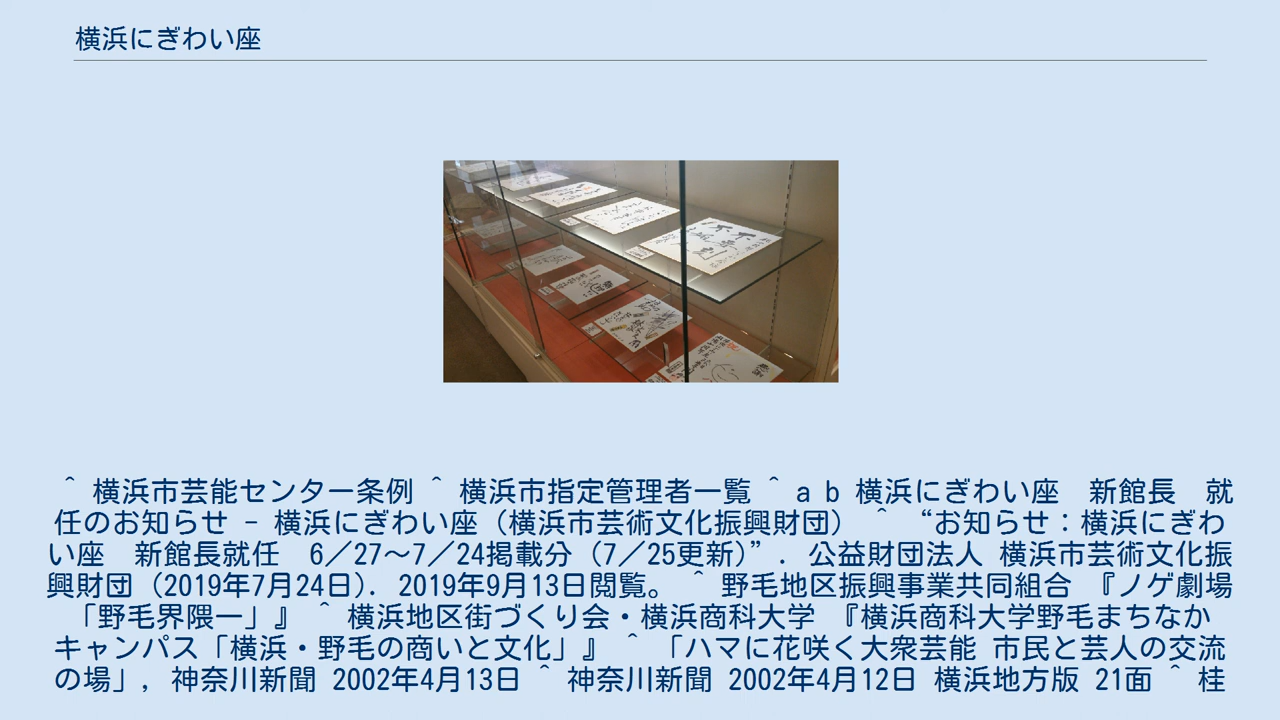 横浜にぎわい座
^ 横浜市芸能センター条例 ^ 横浜市指定管理者一覧 ^ a b 横浜にぎわい座　新館長　就
任のお知らせ - 横浜にぎわい座（横浜市芸術文化振興財団） ^ “お知らせ：横浜にぎわ
い座　新館長就任　6／27〜7／24掲載分（7／25更新）”. 公益財団法人 横浜市芸術文化振
興財団 (2019年7月24日). 2019年9月13日閲覧。 ^ 野毛地区振興事業共同組合 『ノゲ劇場
「野毛界隈一」』 ^ 横浜地区街づくり会・横浜商科大学 『横浜商科大学野毛まちなか
キャンパス「横浜・野毛の商いと文化」』 ^ 「ハマに花咲く大衆芸能 市民と芸人の交流
の場」, 神奈川新聞 2002年4月13日 ^ 神奈川新聞 2002年4月12日 横浜地方版 21面 ^ 桂